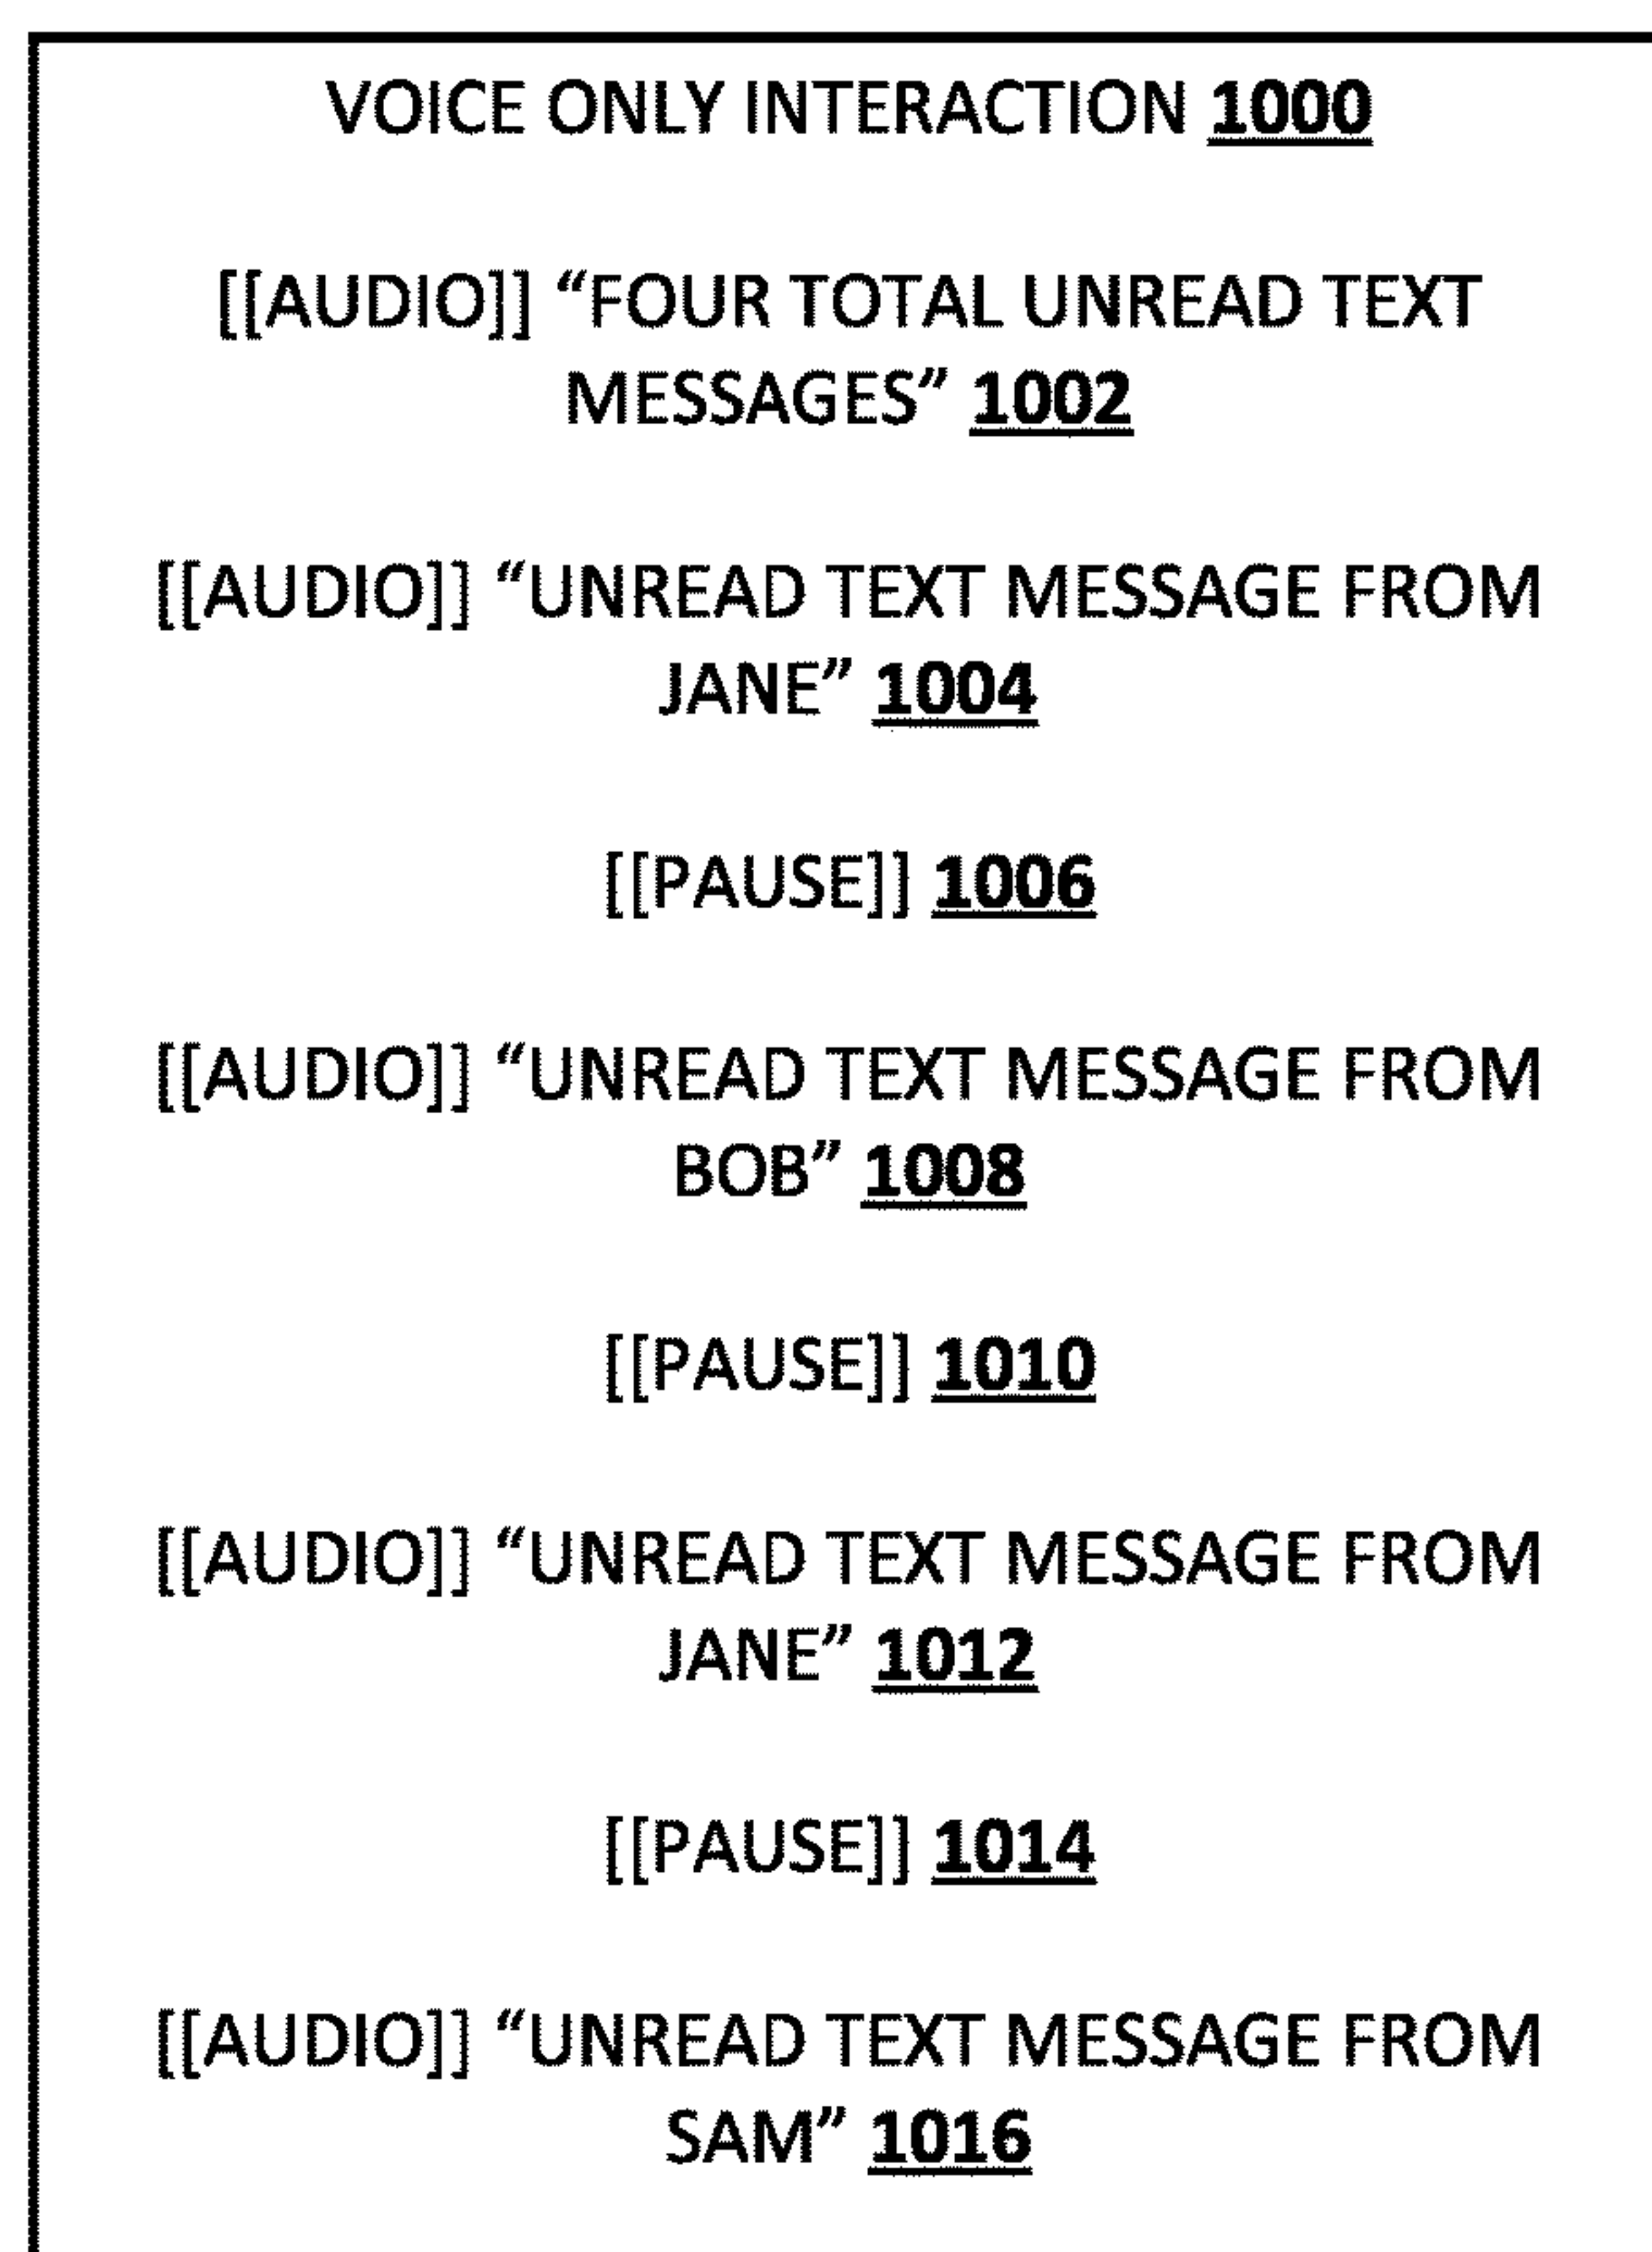 VOICE ONLY INTERACTION 1000
[[AUDIO]] “FOUR TOTAL UNREAD TEXT
MESSAGES” 1002
[[AUDIO]] “UNREAD TEXT MESSAGE FROM
JANE” 1004
[[PAUSE]] 1006
[[AUDIO]] “UNREAD TEXT MESSAGE FROM
BOB” 1008
[[PAUSE]] 1010
[[AUDIO]] “UNREAD TEXT MESSAGE FROM
JANE” 1012
[[PAUSE]] 1014
[[AUDIO]] “UNREAD TEXT MESSAGE FROM
SAM” 1016